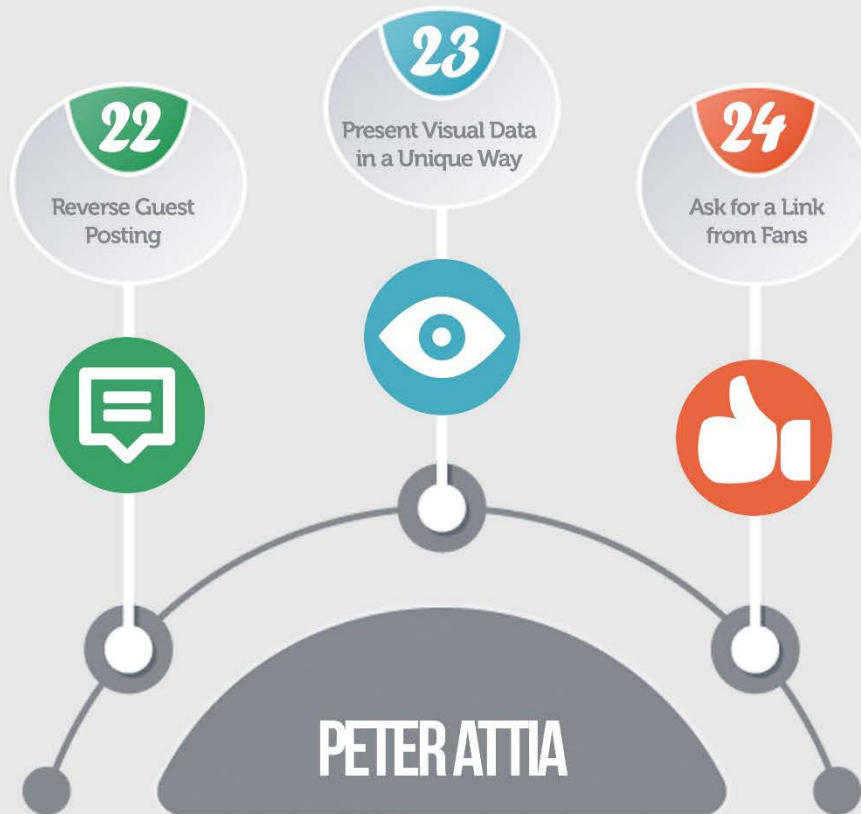 22
Reverse Guest
Posting
23
Present Visual Data
in a Unique Way
24
Ask for a Link
from Fans
PETER ATTIA